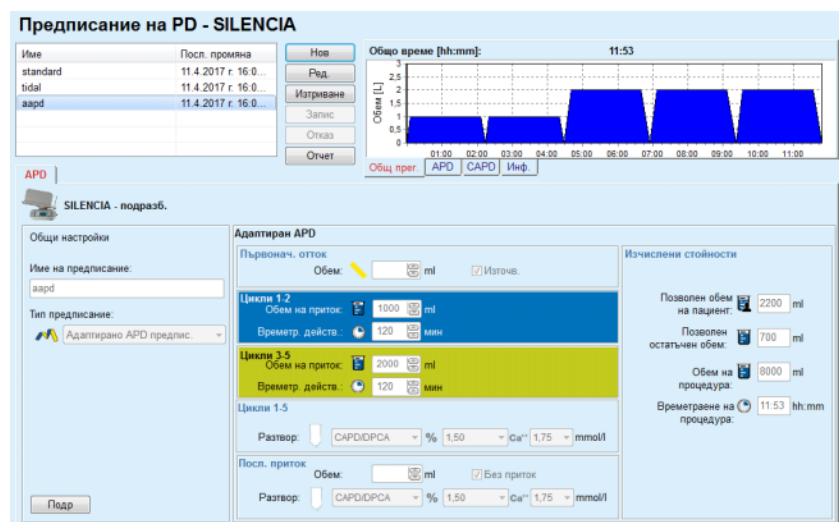 Предписание на PD - SILENCIA
Име Посл. промяна
standard 11.4.2017 г. 16:0...
tidal 11.4.2017 г. 16:0...
aapd 11.4.2017 г. 16:0...
Нов
Ред.
Изтриване
Запис
Отказ
Отчет
Общо време [hh:mm]: 11:53
Обем [L]
3
2,5
2
1,5
1
0,5
0
01:00 02:00 03:00 04:00 05:00 06:00 07:00 08:00 09:00 10:00 11:00
Общ прег. APD CAPD Инф.
APD
SILENCIA - подразб.
Общи настройки
Име на предписание:
aapd
Тип предписание:
Адаптирано APD предпис.
Подр
Адаптиран APD
Първонач. отток
Обем: ml Източв.
Цикли 1-2
Обем на приток: 1000 ml
Времетр. действ.: 120 мин
Цикли 3-5
Обем на приток: 2000 ml
Времетр. действ.: 120 мин
Цикли 1-5
Разтвор: CAPD/DPCA % 1,50 Ca⁺⁺ 1,75 mmol/l
Посл. приток
Обем: ml Без приток
Разтвор: CAPD/DPCA % 1,50 Ca⁺⁺ 1,75 mmol/l
Изчислени стойности
Позволен обем
на пациент: 2200 ml
Позволен
остатъчен обем: 700 ml
Обем на
процедура: 8000 ml
Времетраене на
процедура: 11:53 hh:mm